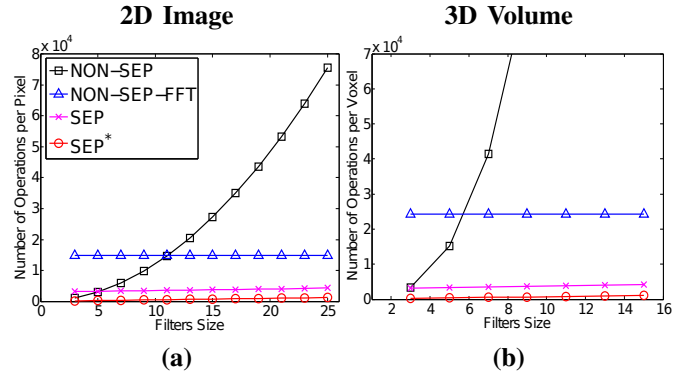 2D Image
3D Volume
8 x 10^4
7
6
5
4
3
2
1
0
0
5
10
15
20
25
Number of Operations per Pixel
Filters Size
NON−SEP
NON−SEP−FFT
SEP
SEP*
(a)
7 x 10^4
6
5
4
3
2
1
0
2
4
6
8
10
12
14
16
Number of Operations per Voxel
Filters Size
(b)